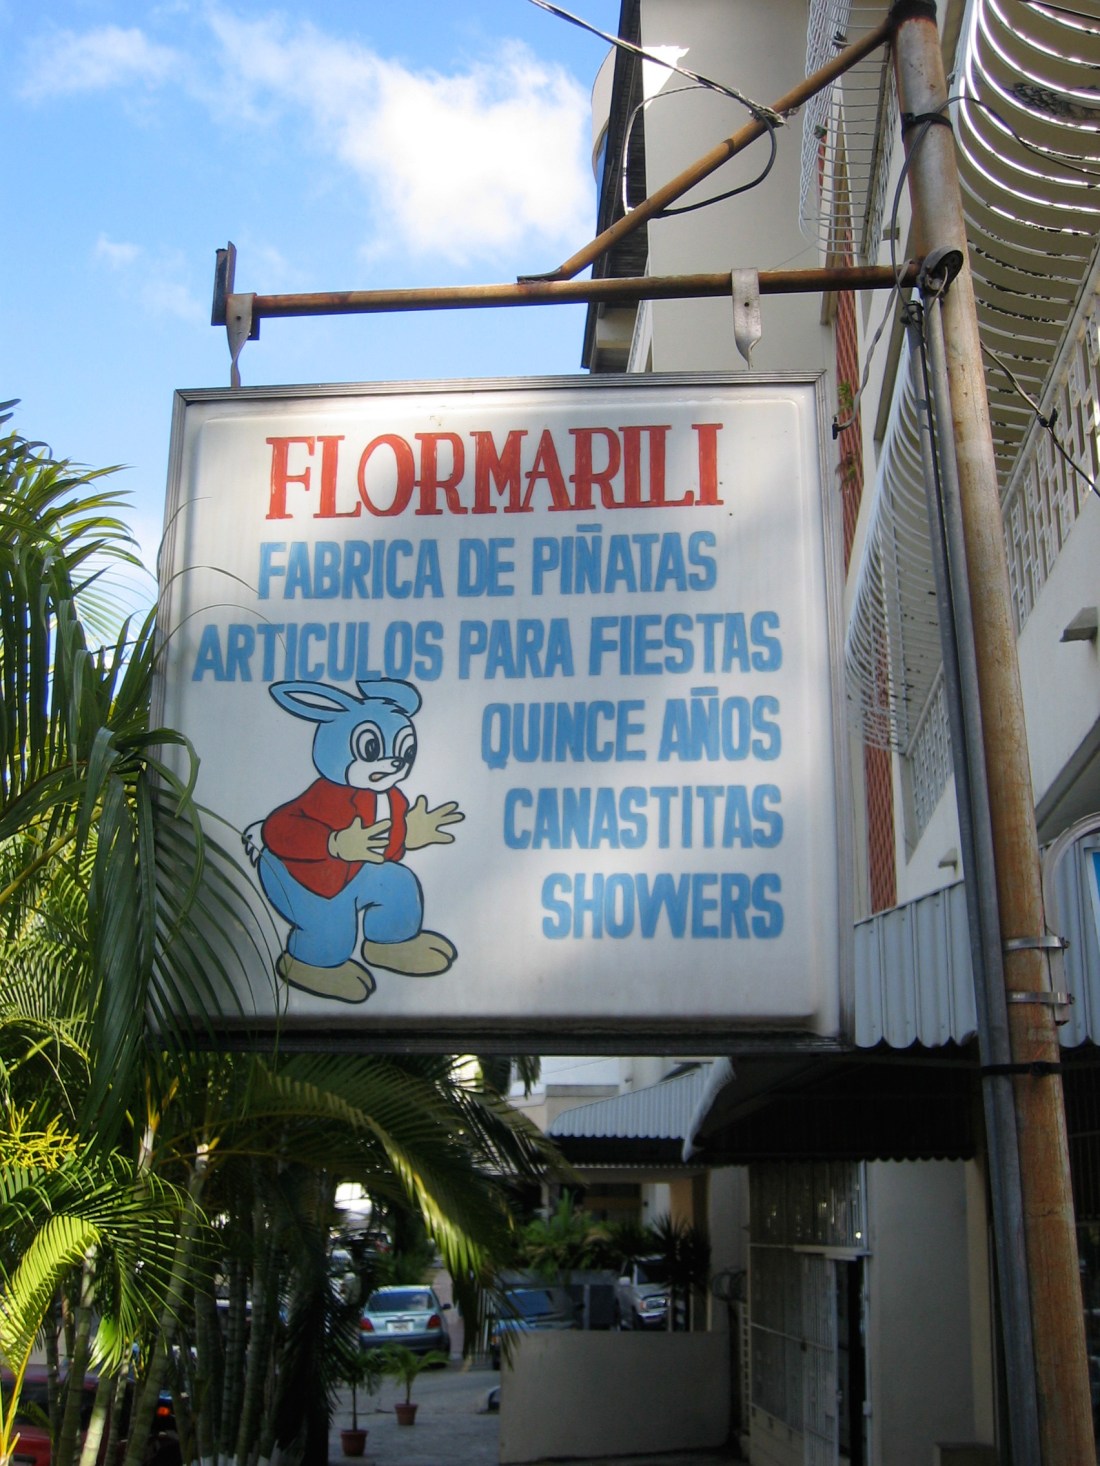 FLORMARILI
FABRICA DE PIÑATAS
ARTICULOS PARA FIESTAS
QUINCE AÑOS
CANASTITAS
SHOWERS